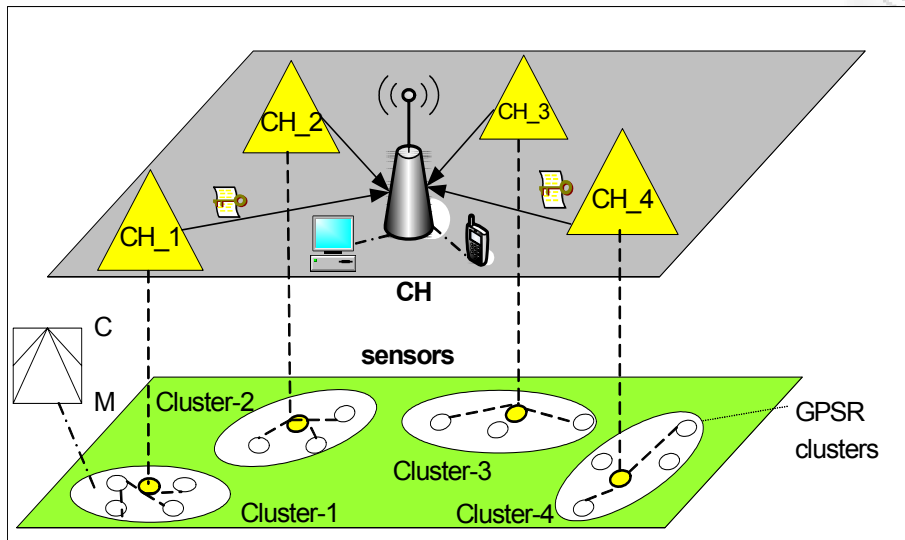 CH_2
CH_3
CH_1
CH_4
CH
C
sensors
M
Cluster-2
Cluster-3
GPSR
clusters
Cluster-1
Cluster-4